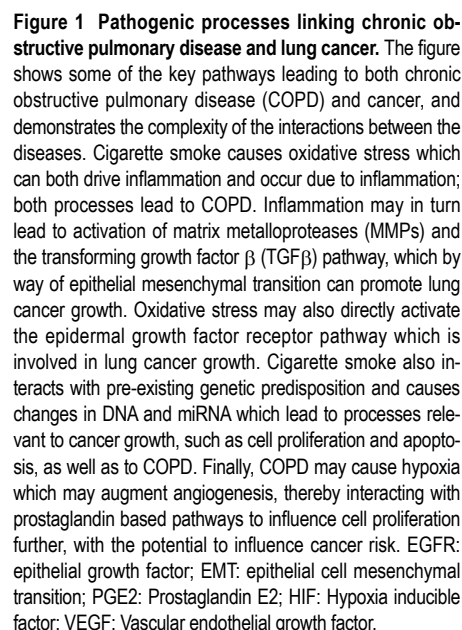 Figure 1 Pathogenic processes linking chronic ob-
structive pulmonary disease and lung cancer. The figure
shows some of the key pathways leading to both chronic
obstructive pulmonary disease (COPD) and cancer, and
demonstrates the complexity of the interactions between the
diseases. Cigarette smoke causes oxidative stress which
can both drive inflammation and occur due to inflammation;
both processes lead to COPD. Inflammation may in turn
lead to activation of matrix metalloproteases (MMPs) and
the transforming growth factor β (TGFβ) pathway, which by
way of epithelial mesenchymal transition can promote lung
cancer growth. Oxidative stress may also directly activate
the epidermal growth factor receptor pathway which is
involved in lung cancer growth. Cigarette smoke also in-
teracts with pre-existing genetic predisposition and causes
changes in DNA and miRNA which lead to processes rele-
vant to cancer growth, such as cell proliferation and apopto-
sis, as well as to COPD. Finally, COPD may cause hypoxia
which may augment angiogenesis, thereby interacting with
prostaglandin based pathways to influence cell proliferation
further, with the potential to influence cancer risk. EGFR:
epithelial growth factor; EMT: epithelial cell mesenchymal
transition; PGE2: Prostaglandin E2; HIF: Hypoxia inducible
factor; VEGF: Vascular endothelial growth factor.